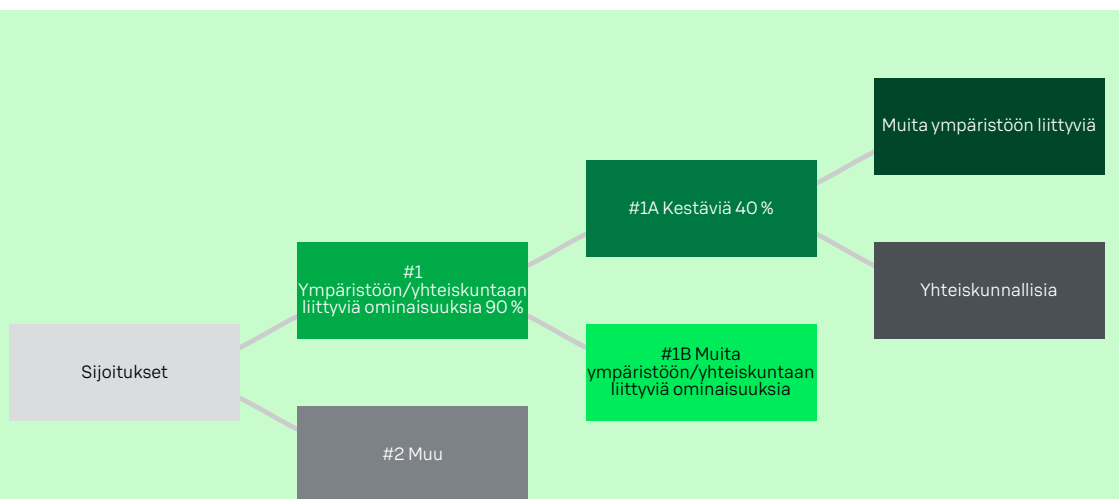 Sijoitukset
#1
Ympäristöön/yhteiskuntaan
liittyviä ominaisuuksia 90 %
#2 Muu
#1A Kestäviä 40 %
#1B Muita
ympäristöön/yhteiskuntaan
liittyviä ominaisuuksia
Muita ympäristöön liittyviä
Yhteiskunnallisia